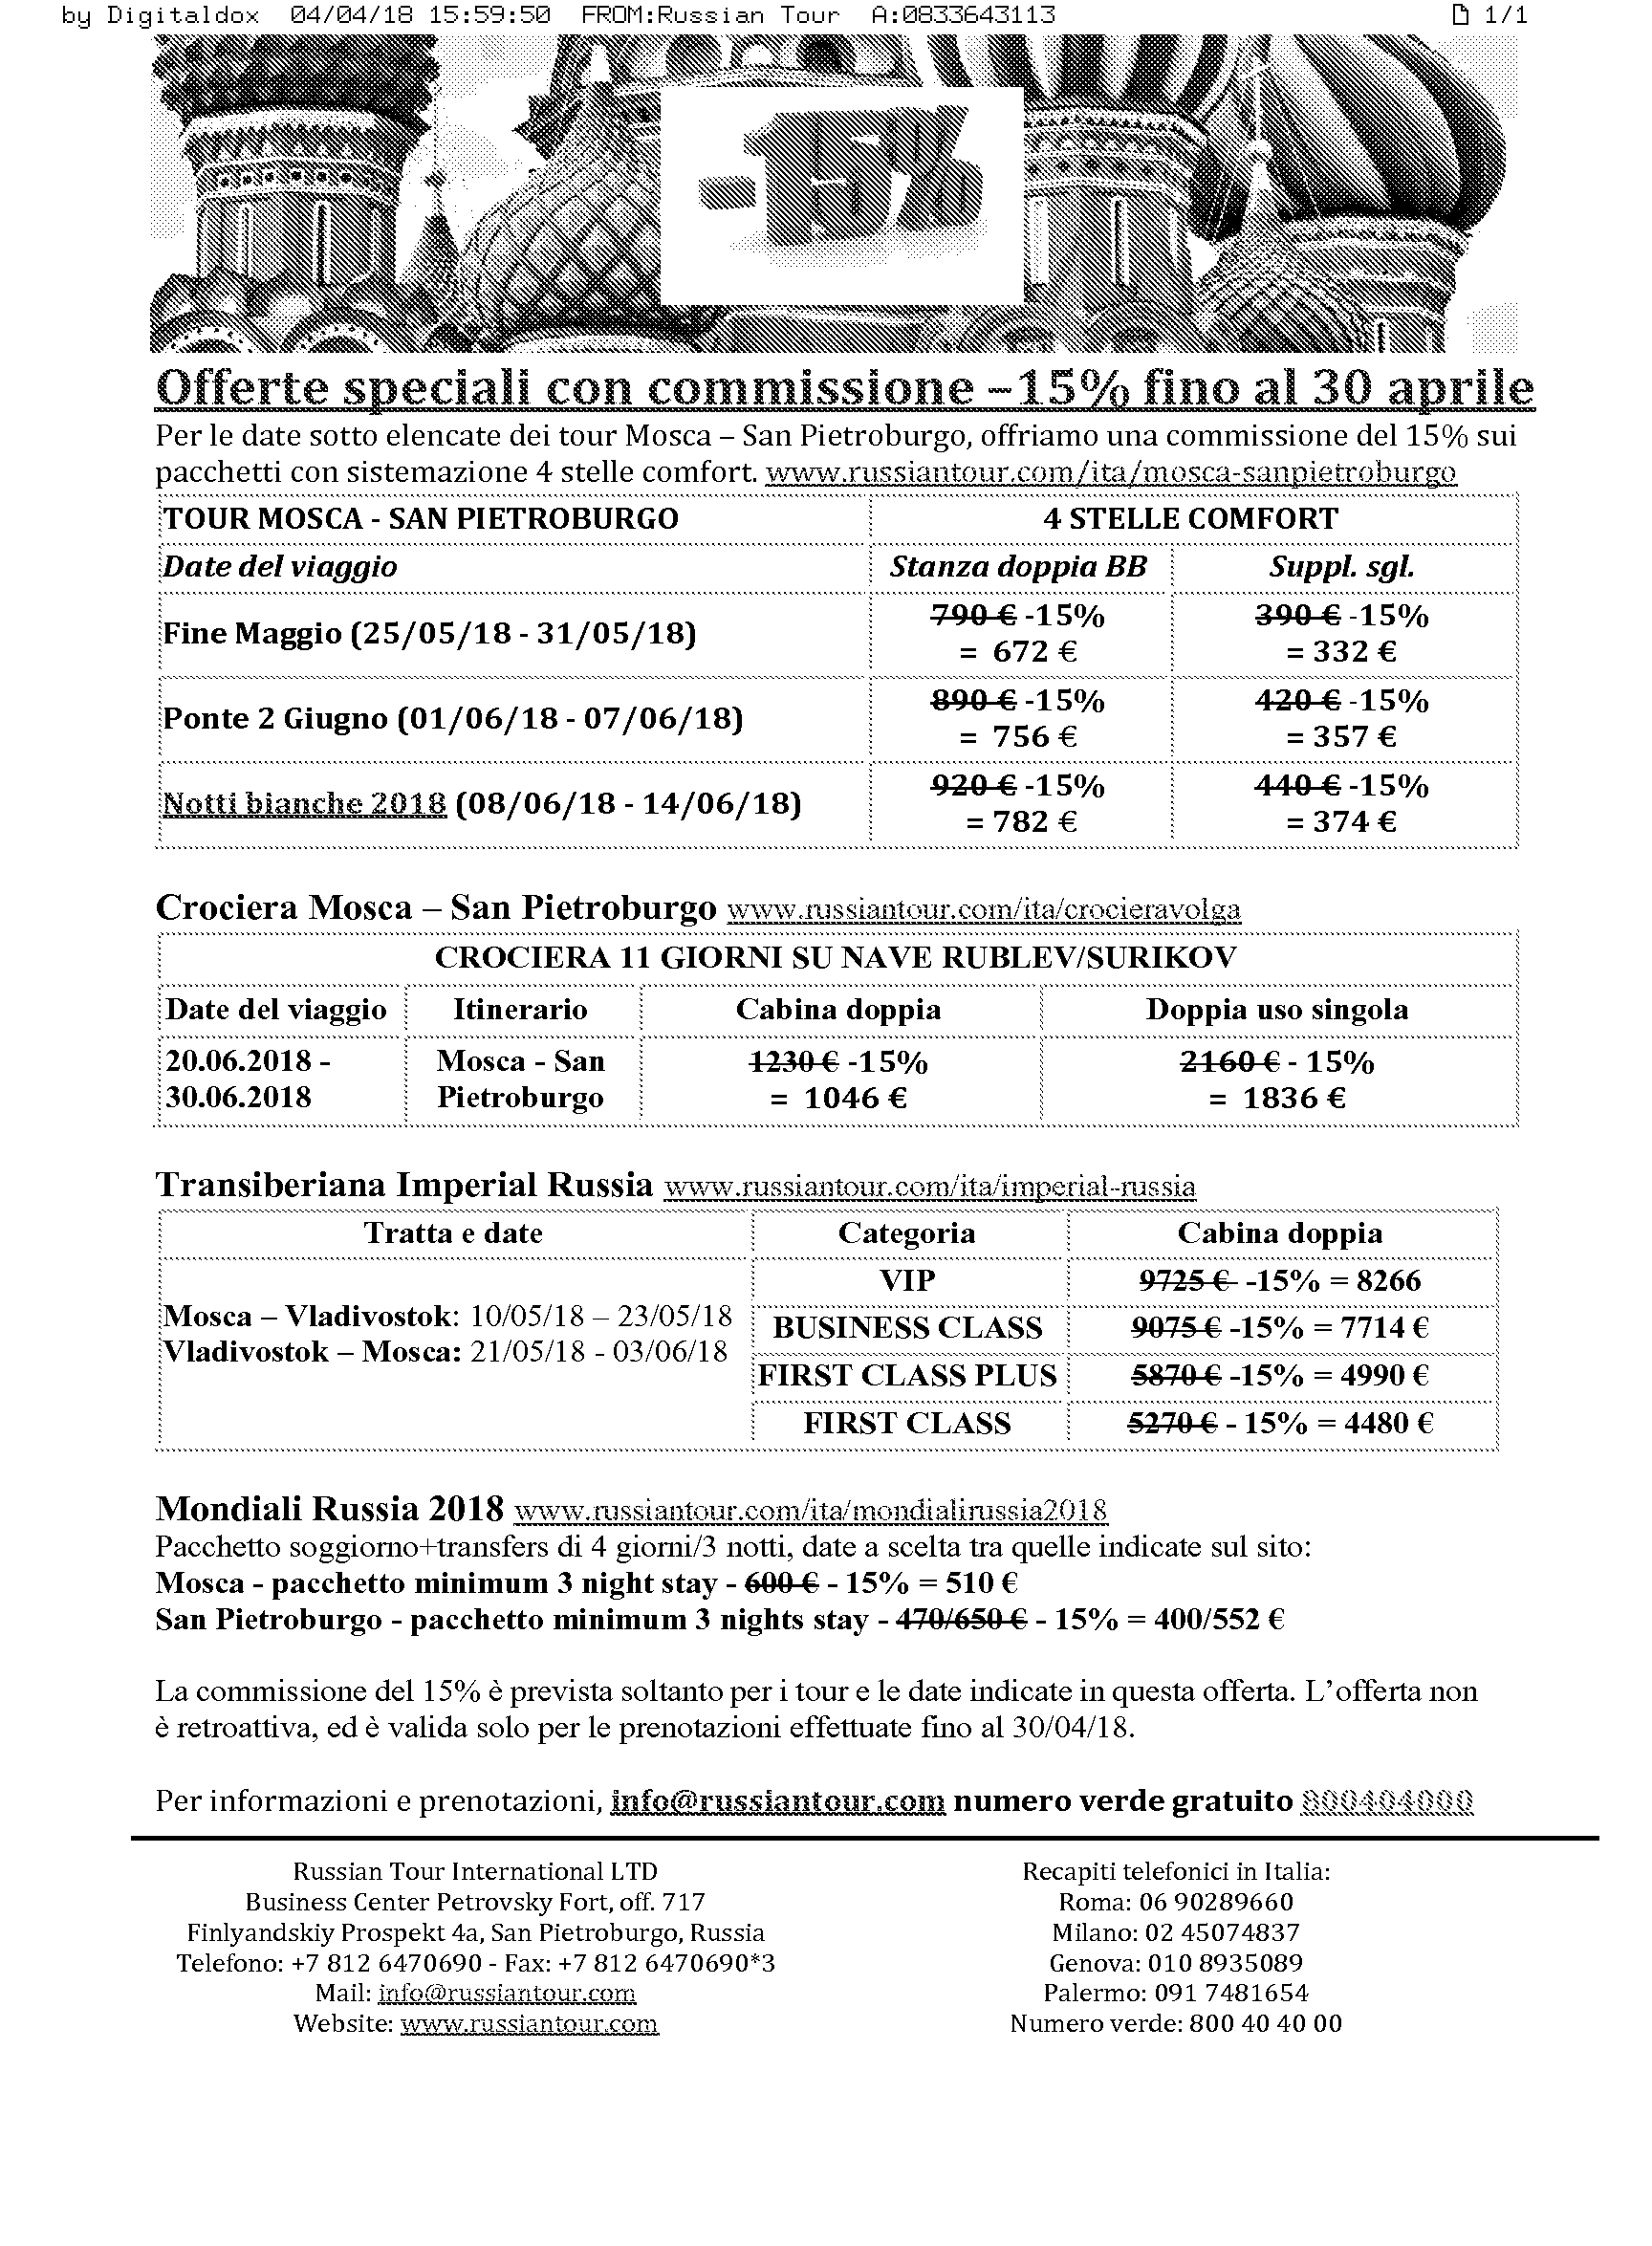 by Digitaldox 04/04/18 15:59:50 FROM:Russian Tour A:0833643113 1/1
-15%
Offerte speciali con commissione –15% fino al 30 aprile
Per le date sotto elencate dei tour Mosca – San Pietroburgo, offriamo una commissione del 15% sui
pacchetti con sistemazione 4 stelle comfort. www.russiantour.com/ita/mosca-sanpietroburgo
TOUR MOSCA - SAN PIETROBURGO 4 STELLE COMFORT
Date del viaggio Stanza doppia BB Suppl. sgl.
Fine Maggio (25/05/18 - 31/05/18) 790 € -15% = 672 € 390 € -15% = 332 €
Ponte 2 Giugno (01/06/18 - 07/06/18) 890 € -15% = 756 € 420 € -15% = 357 €
Notti bianche 2018 (08/06/18 - 14/06/18) 920 € -15% = 782 € 440 € -15% = 374 €
Crociera Mosca – San Pietroburgo www.russiantour.com/ita/crocieravolga
CROCIERA 11 GIORNI SU NAVE RUBLEV/SURIKOV
Date del viaggio Itinerario Cabina doppia Doppia uso singola
20.06.2018 - Mosca - San 1230 € -15% 2160 € - 15%
30.06.2018 Pietroburgo = 1046 € = 1836 €
Transiberiana Imperial Russia www.russiantour.com/ita/imperial-russia
Tratta e date Categoria Cabina doppia
VIP 9725 € -15% = 8266
Mosca – Vladivostok: 10/05/18 – 23/05/18
Vladivostok – Mosca: 21/05/18 - 03/06/18
BUSINESS CLASS 9075 € -15% = 7714 €
FIRST CLASS PLUS 5870 € -15% = 4990 €
FIRST CLASS 5270 € - 15% = 4480 €
Mondiali Russia 2018 www.russiantour.com/ita/mondialirussia2018
Pacchetto soggiorno+transfers di 4 giorni/3 notti, date a scelta tra quelle indicate sul sito:
Mosca - pacchetto minimum 3 night stay - 600 € - 15% = 510 €
San Pietroburgo - pacchetto minimum 3 nights stay - 470/650 € - 15% = 400/552 €
La commissione del 15% è prevista soltanto per i tour e le date indicate in questa offerta. L’offerta non
è retroattiva, ed è valida solo per le prenotazioni effettuate fino al 30/04/18.
Per informazioni e prenotazioni, info@russiantour.com numero verde gratuito 800404000
Russian Tour International LTD
Business Center Petrovsky Fort, off. 717
Finlyandskiy Prospekt 4a, San Pietroburgo, Russia
Telefono: +7 812 6470690 - Fax: +7 812 6470690*3
Mail: info@russiantour.com
Website: www.russiantour.com
Recapiti telefonici in Italia:
Roma: 06 90289660
Milano: 02 45074837
Genova: 010 8935089
Palermo: 091 7481654
Numero verde: 800 40 40 00